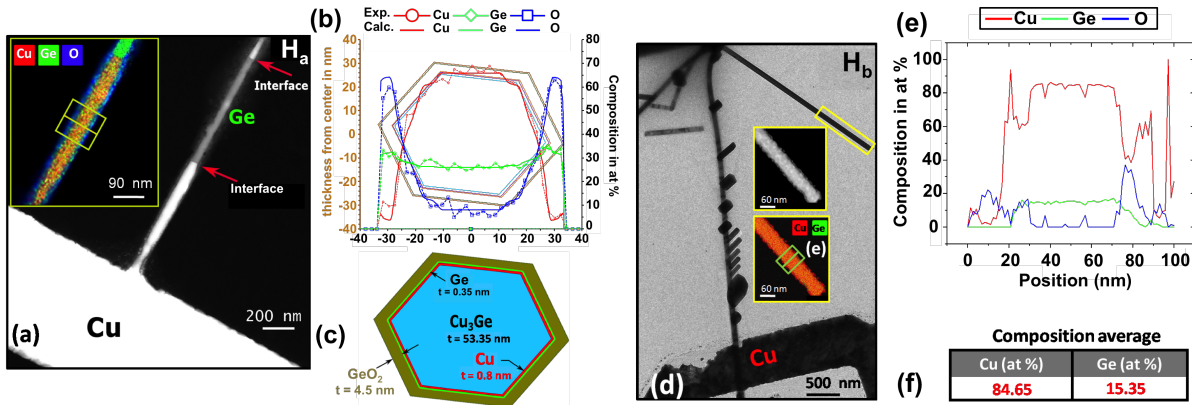 (a)
Cu Ge O
90 nm
H_a
Interface
Ge
Interface
Cu
200 nm
(b)
Exp. Cu Ge O
Calc. Cu Ge O
thickness from center in nm
40
30
20
10
0
-10
-20
-30
-40
80
70
60
50
40
30
20
10
0
Composition in at %
-40 -30 -20 -10 0 10 20 30 40
(c)
Ge
t = 0.35 nm
Cu₃Ge
t = 53.35 nm
Cu
t = 0.8 nm
GeO₂
t = 4.5 nm
(d)
H_b
60 nm
Cu Ge
(e)
60 nm
Cu
500 nm
(e)
Cu Ge O
Composition in at %
100
80
60
40
20
0
0 20 40 60 80 100
Position (nm)
(f)
Composition average
Cu (at %) Ge (at %)
84.65 15.35